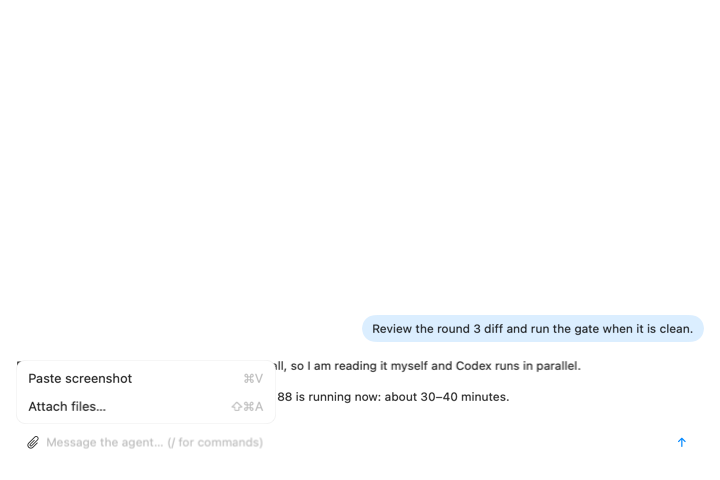 Review the round 3 diff and run the gate when it is clean.
so I am reading it myself and Codex runs in parallel.
Paste screenshot ⌘V
88 is running now: about 30–40 minutes.
Attach files... ⇧⌘A
Message the agent... (/ for commands)